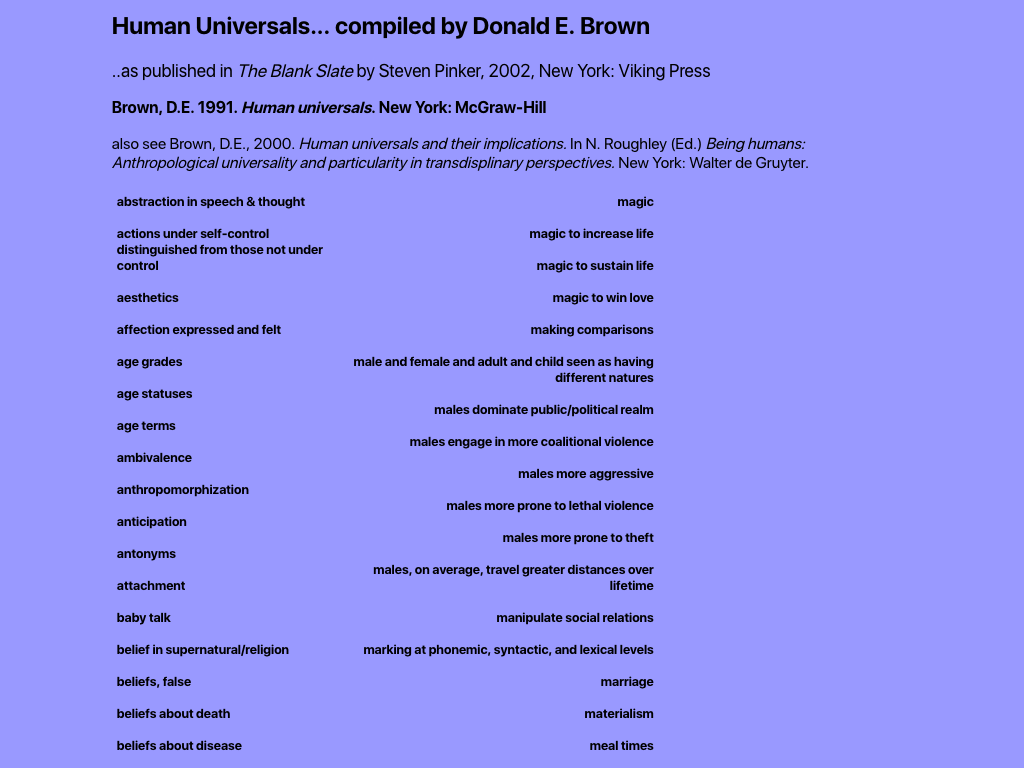 Human Universals... compiled by Donald E. Brown
..as published in The Blank Slate by Steven Pinker, 2002, New York: Viking Press
Brown, D.E. 1991. Human universals. New York: McGraw-Hill
also see Brown, D.E., 2000. Human universals and their implications. In N. Roughley (Ed.) Being humans:
Anthropological universality and particularity in transdisplinary perspectives. New York: Walter de Gruyter.
abstraction in speech & thought
actions under self-control
distinguished from those not under
control
aesthetics
affection expressed and felt
age grades
age statuses
age terms
ambivalence
anthropomorphization
anticipation
antonyms
attachment
baby talk
belief in supernatural/religion
beliefs, false
beliefs about death
beliefs about disease
magic
magic to increase life
magic to sustain life
magic to win love
making comparisons
male and female and adult and child seen as having
different natures
males dominate public/political realm
males engage in more coalitional violence
males more aggressive
males more prone to lethal violence
males more prone to theft
males, on average, travel greater distances over
lifetime
manipulate social relations
marking at phonemic, syntactic, and lexical levels
marriage
materialism
meal times